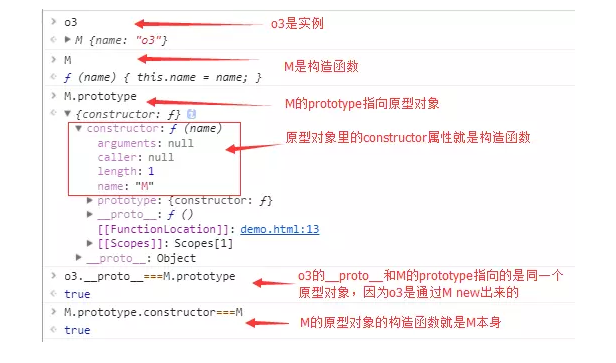 o3
o3是实例
M {name: "o3"}
M
M是构造函数
ƒ (name) { this.name = name; }
M.prototype
M的prototype指向原型对象
{constructor: ƒ} i
constructor: ƒ (name)
原型对象里的constructor属性就是构造函数
arguments: null
caller: null
length: 1
name: "M"
prototype: {constructor: ƒ}
__proto__: ƒ ()
[[FunctionLocation]]: demo.html:13
[[Scopes]]: Scopes[1]
__proto__: Object
o3.__proto__===M.prototype
o3的__proto__和M的prototype指向的是同一个
原型对象，因为o3是通过M new出来的
true
M.prototype.constructor===M
M的原型对象的构造函数就是M本身
true